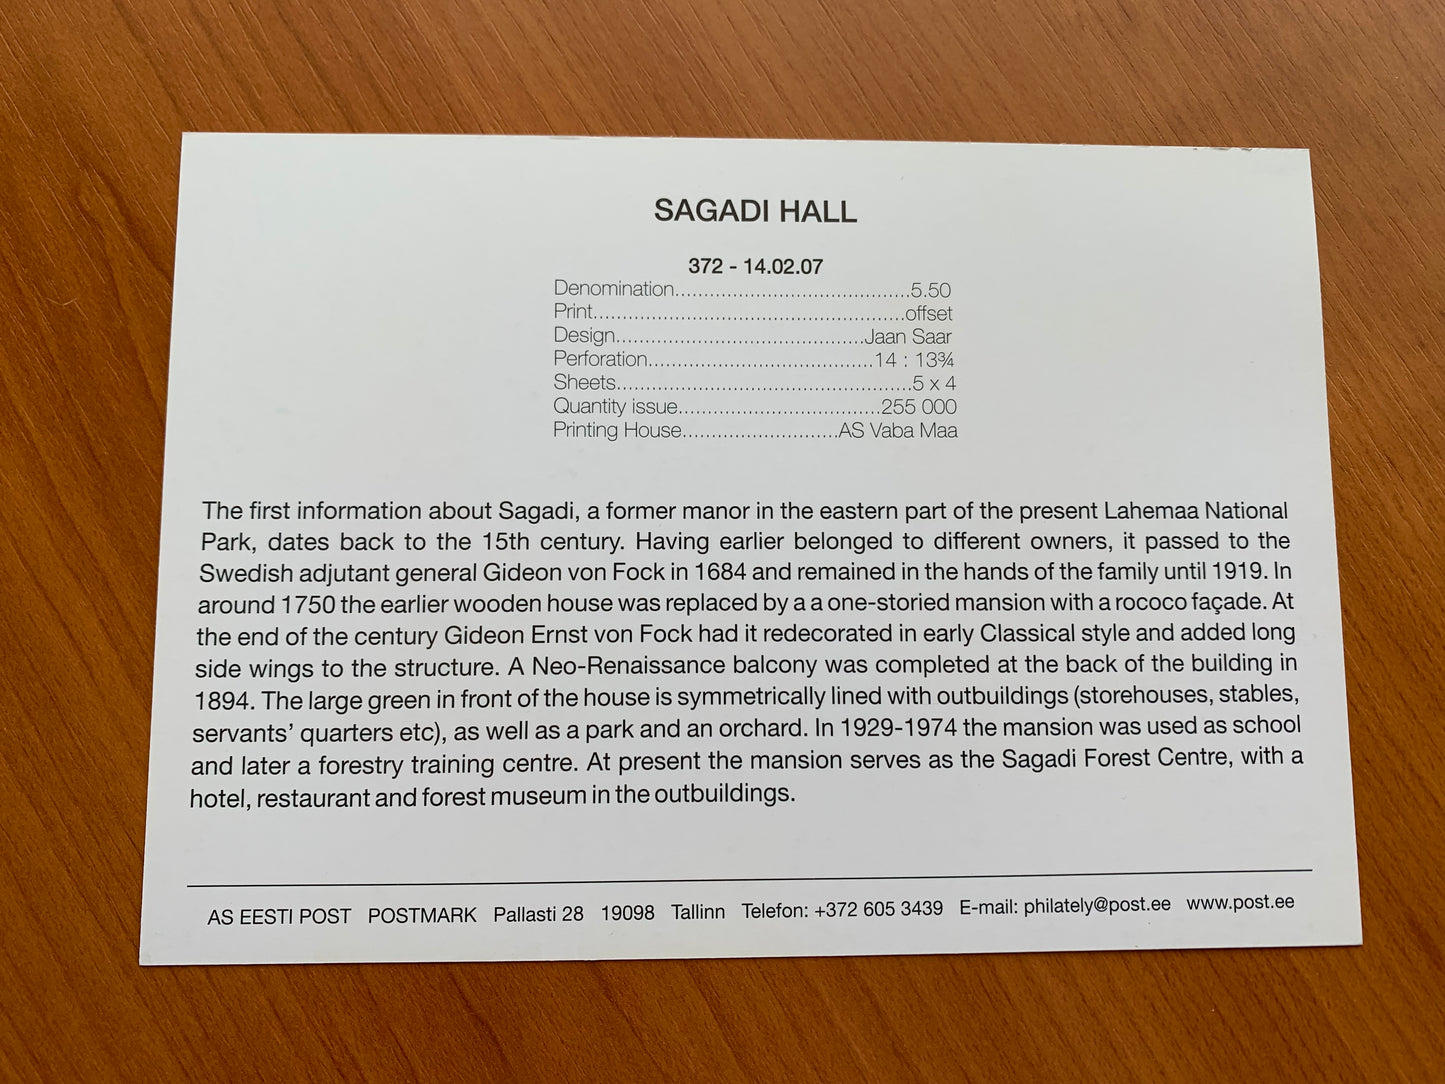 SAGADI HALL
372 - 14.02.07
Denomination........................................5.50
Print.....................................................offset
Design..........................................Jaan Saar
Perforation......................................14 : 13¾
Sheets..................................................5 x 4
Quantity issue..................................255 000
Printing House..........................AS Vaba Maa
The first information about Sagadi, a former manor in the eastern part of the present Lahemaa National
Park, dates back to the 15th century. Having earlier belonged to different owners, it passed to the
Swedish adjutant general Gideon von Fock in 1684 and remained in the hands of the family until 1919. In
around 1750 the earlier wooden house was replaced by a a one-storied mansion with a rococo façade. At
the end of the century Gideon Ernst von Fock had it redecorated in early Classical style and added long
side wings to the structure. A Neo-Renaissance balcony was completed at the back of the building in
1894. The large green in front of the house is symmetrically lined with outbuildings (storehouses, stables,
servants’ quarters etc), as well as a park and an orchard. In 1929-1974 the mansion was used as school
and later a forestry training centre. At present the mansion serves as the Sagadi Forest Centre, with a
hotel, restaurant and forest museum in the outbuildings.
AS EESTI POST POSTMARK Pallasti 28 19098 Tallinn Telefon: +372 605 3439 E-mail: philately@post.ee www.post.ee